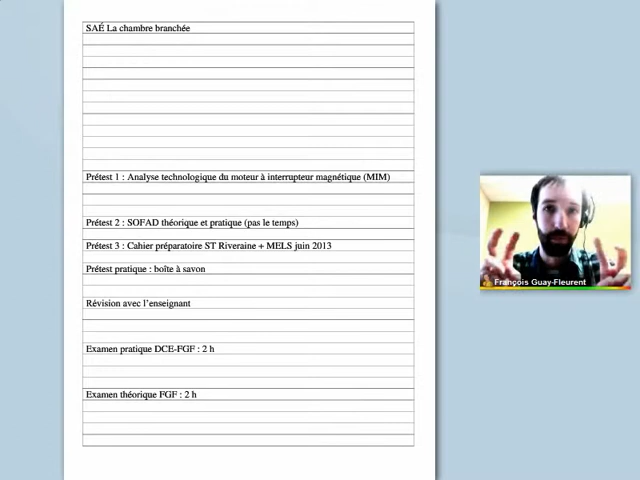 SAÉ La chambre branchée
Prétest 1 : Analyse technologique du moteur à interrupteur magnétique (MIM)
Prétest 2 : SOFAD théorique et pratique (pas le temps)
Prétest 3 : Cahier préparatoire ST Riveraine + MELS juin 2013
Prétest pratique : boîte à savon
Révision avec l'enseignant
Examen pratique DCE-FGF : 2 h
Examen théorique FGF : 2 h
François Guay-Fleurent